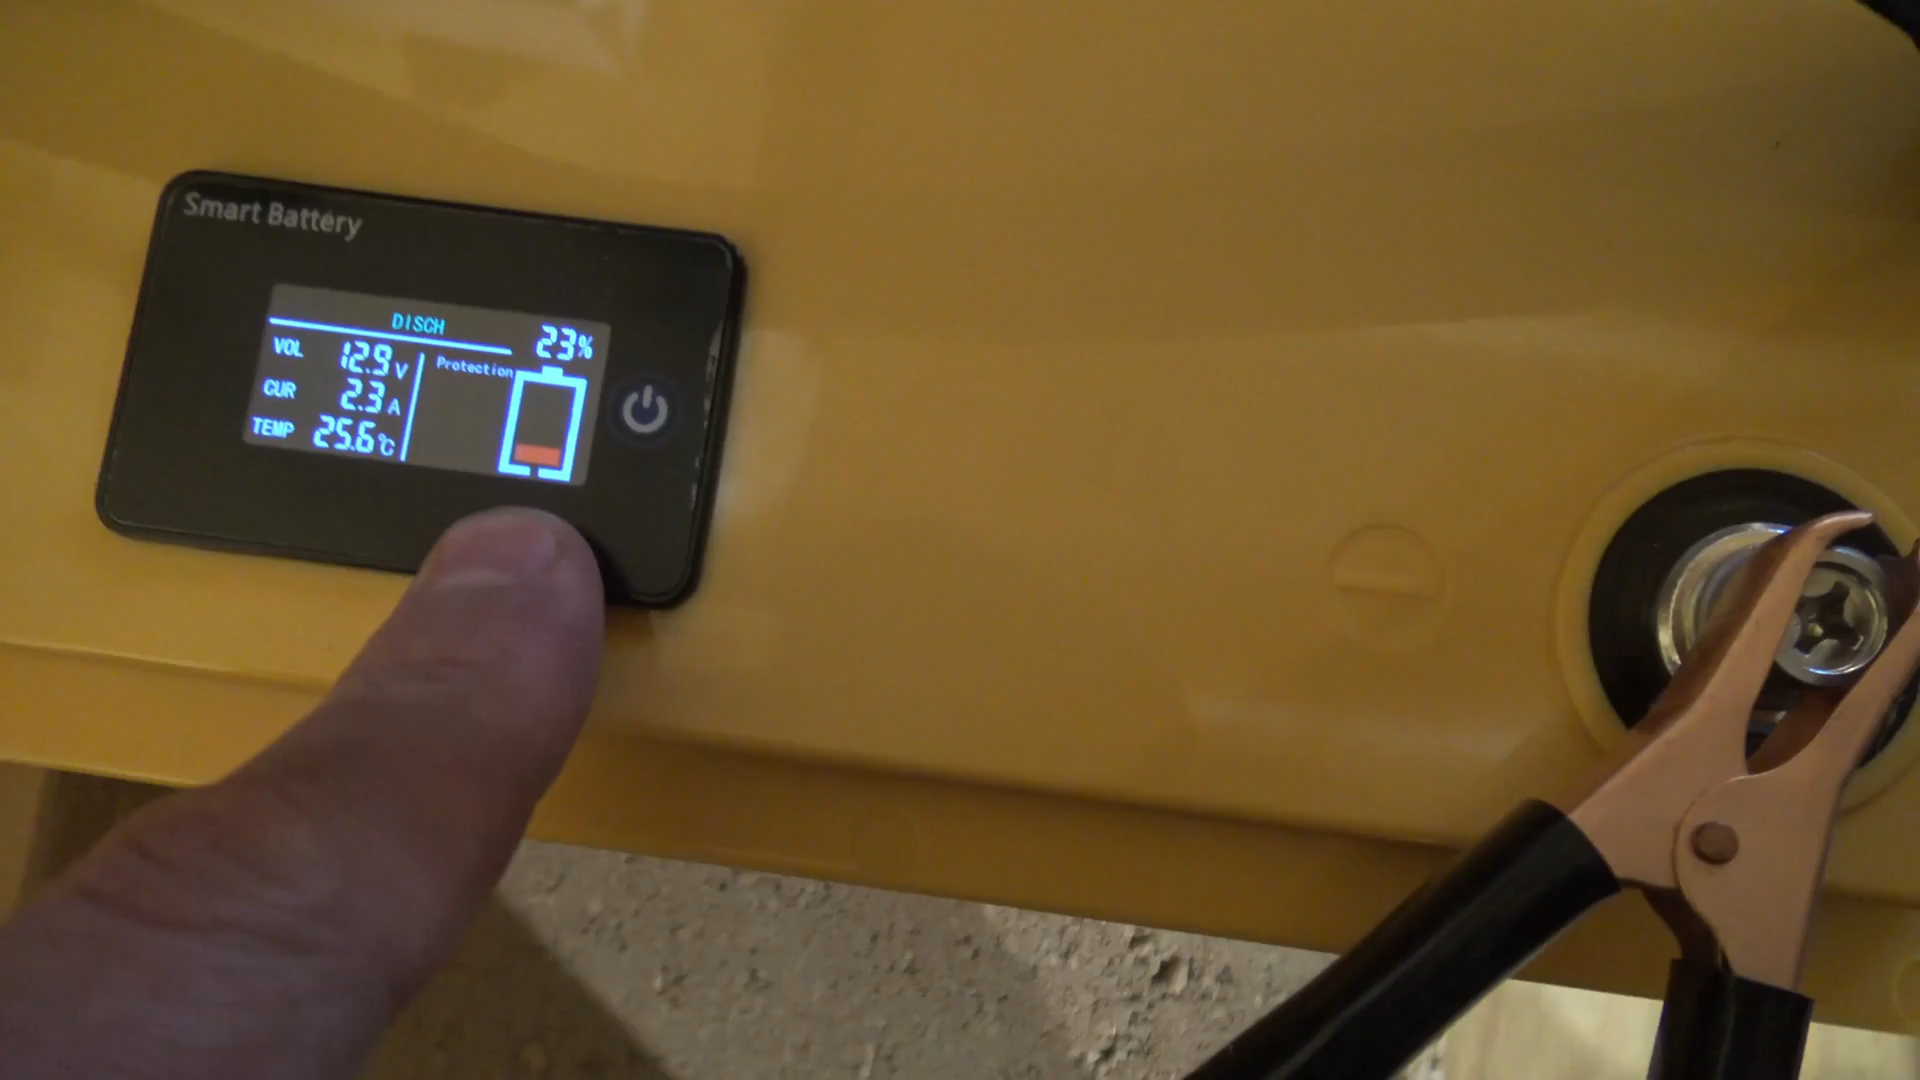 Smart Battery
DISCH
23%
VOL 12.9 V
Protection
CUR 2.3 A
TEMP 25.6 °C